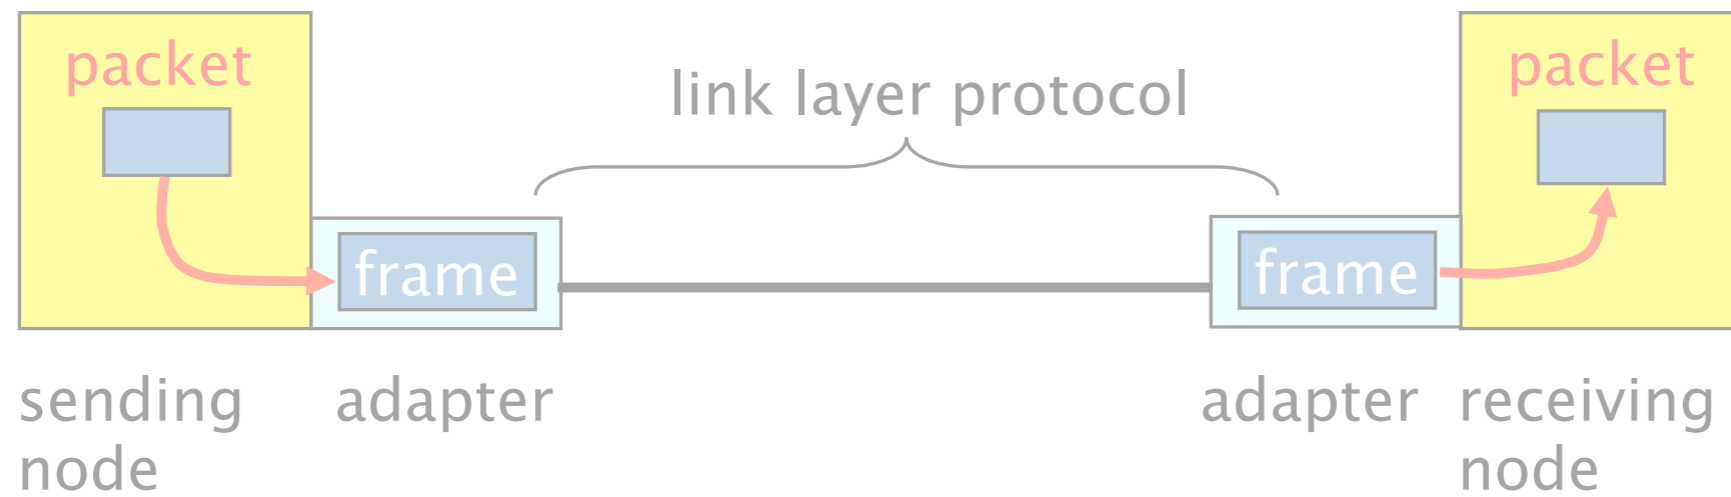 packet
packet
link layer protocol
frame
frame
sending
node
adapter
adapter
receiving
node